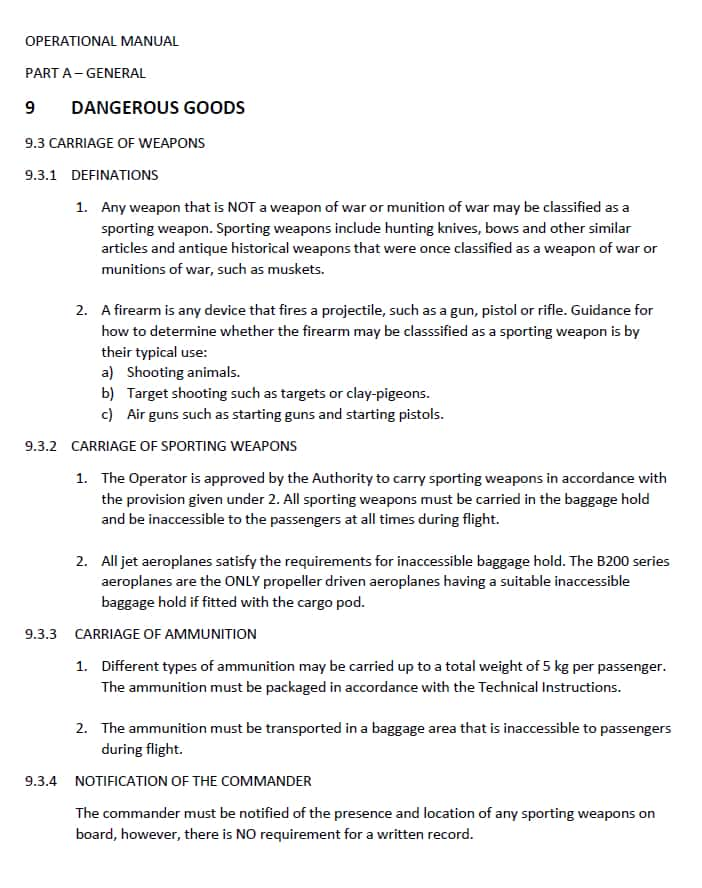 OPERATIONAL MANUAL
PART A – GENERAL
9 DANGEROUS GOODS
9.3 CARRIAGE OF WEAPONS
9.3.1 DEFINATIONS
1. Any weapon that is NOT a weapon of war or munition of war may be classified as a
sporting weapon. Sporting weapons include hunting knives, bows and other similar
articles and antique historical weapons that were once classified as a weapon of war or
munitions of war, such as muskets.
2. A firearm is any device that fires a projectile, such as a gun, pistol or rifle. Guidance for
how to determine whether the firearm may be classsified as a sporting weapon is by
their typical use:
a) Shooting animals.
b) Target shooting such as targets or clay-pigeons.
c) Air guns such as starting guns and starting pistols.
9.3.2 CARRIAGE OF SPORTING WEAPONS
1. The Operator is approved by the Authority to carry sporting weapons in accordance with
the provision given under 2. All sporting weapons must be carried in the baggage hold
and be inaccessible to the passengers at all times during flight.
2. All jet aeroplanes satisfy the requirements for inaccessible baggage hold. The B200 series
aeroplanes are the ONLY propeller driven aeroplanes having a suitable inaccessible
baggage hold if fitted with the cargo pod.
9.3.3 CARRIAGE OF AMMUNITION
1. Different types of ammunition may be carried up to a total weight of 5 kg per passenger.
The ammunition must be packaged in accordance with the Technical Instructions.
2. The ammunition must be transported in a baggage area that is inaccessible to passengers
during flight.
9.3.4 NOTIFICATION OF THE COMMANDER
The commander must be notified of the presence and location of any sporting weapons on
board, however, there is NO requirement for a written record.